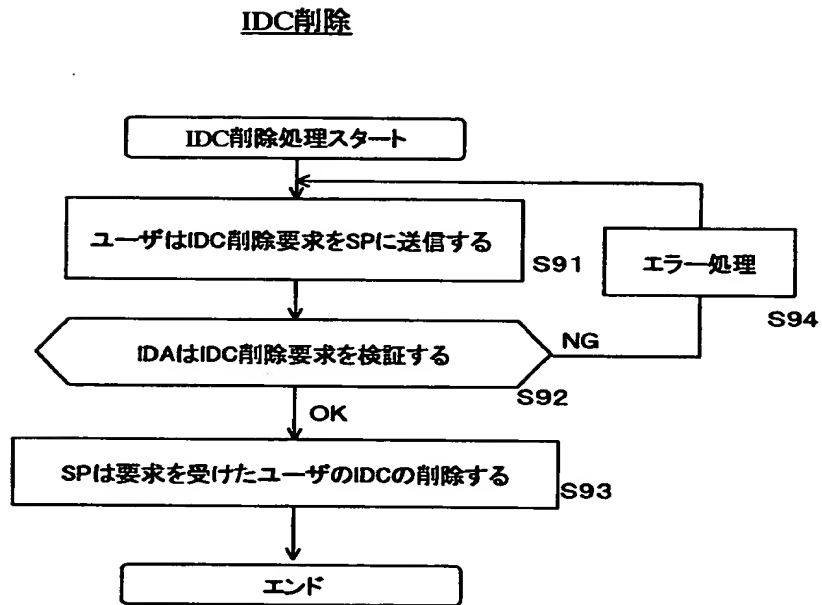 IDC削除
IDC削除処理スタート
ユーザはIDC削除要求をSPに送信する
S91
エラー処理
S94
IDAはIDC削除要求を検証する
NG
S92
OK
SPは要求を受けたユーザのIDCの削除する
S93
エンド